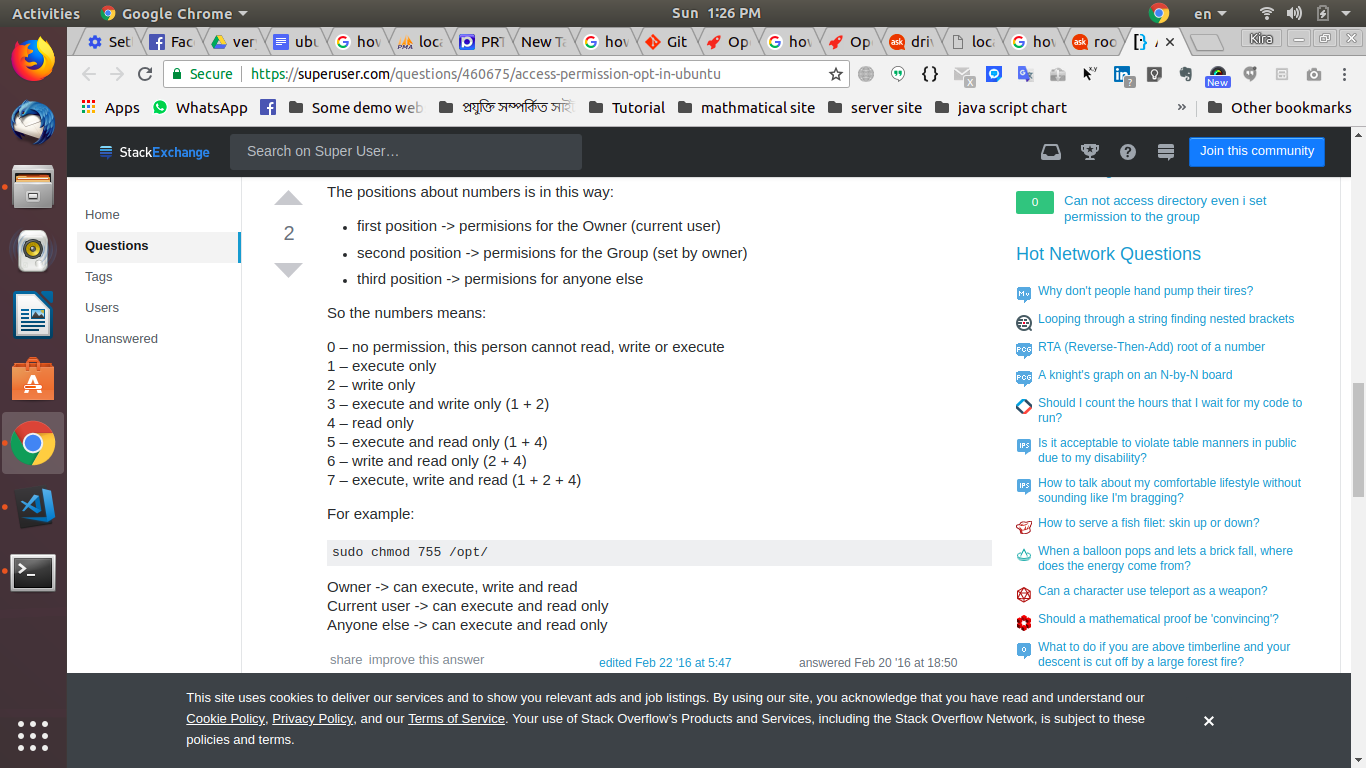 Activities
Google Chrome
Sun 1:26 PM
en
Set
Fac
ver
ubu
hov
loca
PRT
New Ta
hov
Git
Op
hov
Op
driv
loca
hov
roo
Kira
Secure
https://superuser.com/questions/460675/access-permission-opt-in-ubuntu
New
Apps
WhatsApp
Some demo web
প্রযুক্তি সম্পর্কিত সাইট
Tutorial
mathmatical site
server site
java script chart
»
Other bookmarks
StackExchange
Search on Super User…
Join this community
Home
Questions
Tags
Users
Unanswered
2
The positions about numbers is in this way:
first position -> permisions for the Owner (current user)
second position -> permisions for the Group (set by owner)
third position -> permisions for anyone else
So the numbers means:
0 – no permission, this person cannot read, write or execute
1 – execute only
2 – write only
3 – execute and write only (1 + 2)
4 – read only
5 – execute and read only (1 + 4)
6 – write and read only (2 + 4)
7 – execute, write and read (1 + 2 + 4)
For example:
sudo chmod 755 /opt/
Owner -> can execute, write and read
Current user -> can execute and read only
Anyone else -> can execute and read only
share improve this answer
edited Feb 22 '16 at 5:47
answered Feb 20 '16 at 18:50
0
Can not access directory even i set
permission to the group
Hot Network Questions
Why don't people hand pump their tires?
Looping through a string finding nested brackets
RTA (Reverse-Then-Add) root of a number
A knight's graph on an N-by-N board
Should I count the hours that I wait for my code to
run?
Is it acceptable to violate table manners in public
due to my disability?
How to talk about my comfortable lifestyle without
sounding like I'm bragging?
How to serve a fish filet: skin up or down?
When a balloon pops and lets a brick fall, where
does the energy come from?
Can a character use teleport as a weapon?
Should a mathematical proof be 'convincing'?
What to do if you are above timberline and your
descent is cut off by a large forest fire?
This site uses cookies to deliver our services and to show you relevant ads and job listings. By using our site, you acknowledge that you have read and understand our
Cookie Policy, Privacy Policy, and our Terms of Service. Your use of Stack Overflow's Products and Services, including the Stack Overflow Network, is subject to these
policies and terms.